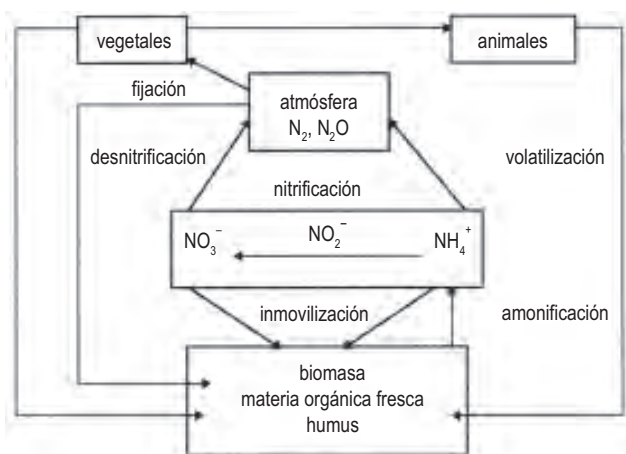 vegetales
animales
fijación
atmósfera
N₂, N₂O
desnitrificación
volatilización
nitrificación
NO₃⁻
NO₂⁻
NH₄⁺
inmovilización
amonificación
biomasa
materia orgánica fresca
humus